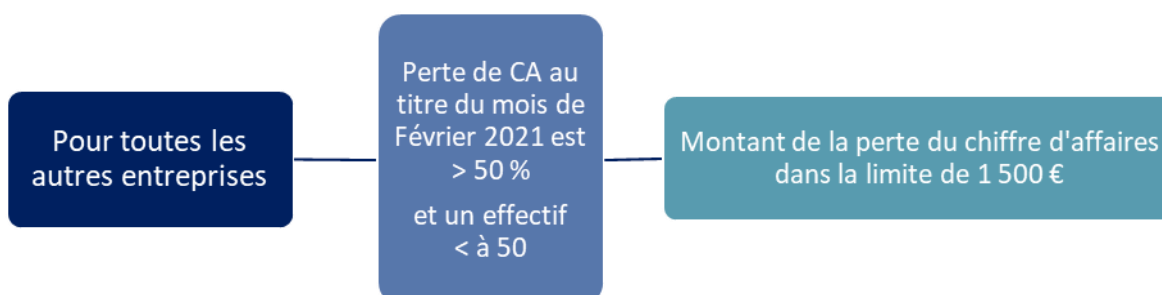 Pour toutes les
autres entreprises
Perte de CA au
titre du mois de
Février 2021 est
> 50 %
et un effectif
< à 50
Montant de la perte du chiffre d'affaires
dans la limite de 1 500 €